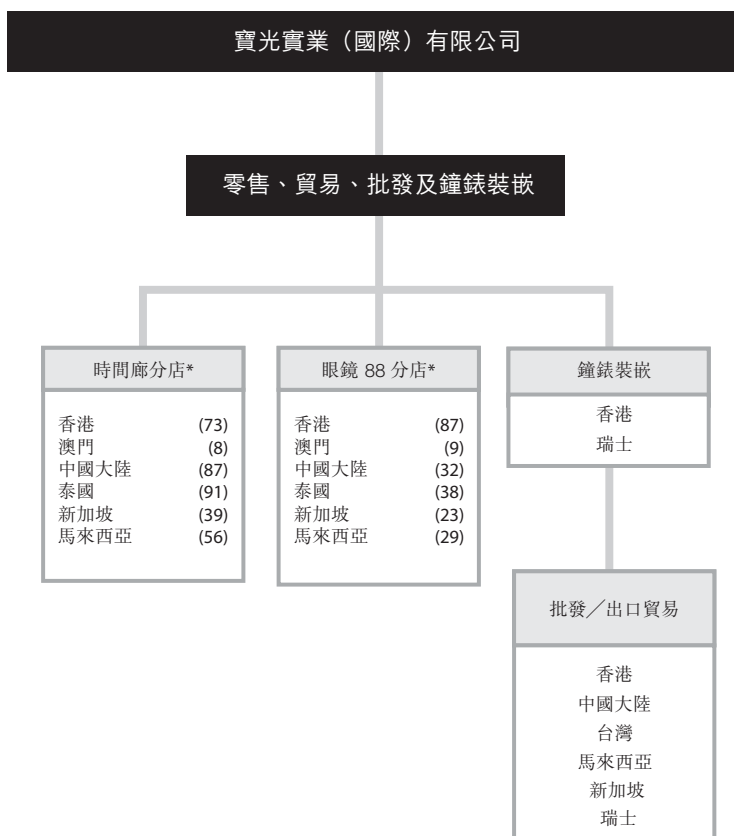 寶光實業（國際）有限公司
零售、貿易、批發及鐘錶裝嵌
時間廊分店*
香港 (73)
澳門 (8)
中國大陸 (87)
泰國 (91)
新加坡 (39)
馬來西亞 (56)
眼鏡 88 分店*
香港 (87)
澳門 (9)
中國大陸 (32)
泰國 (38)
新加坡 (23)
馬來西亞 (29)
鐘錶裝嵌
香港
瑞士
批發／出口貿易
香港
中國大陸
台灣
馬來西亞
新加坡
瑞士